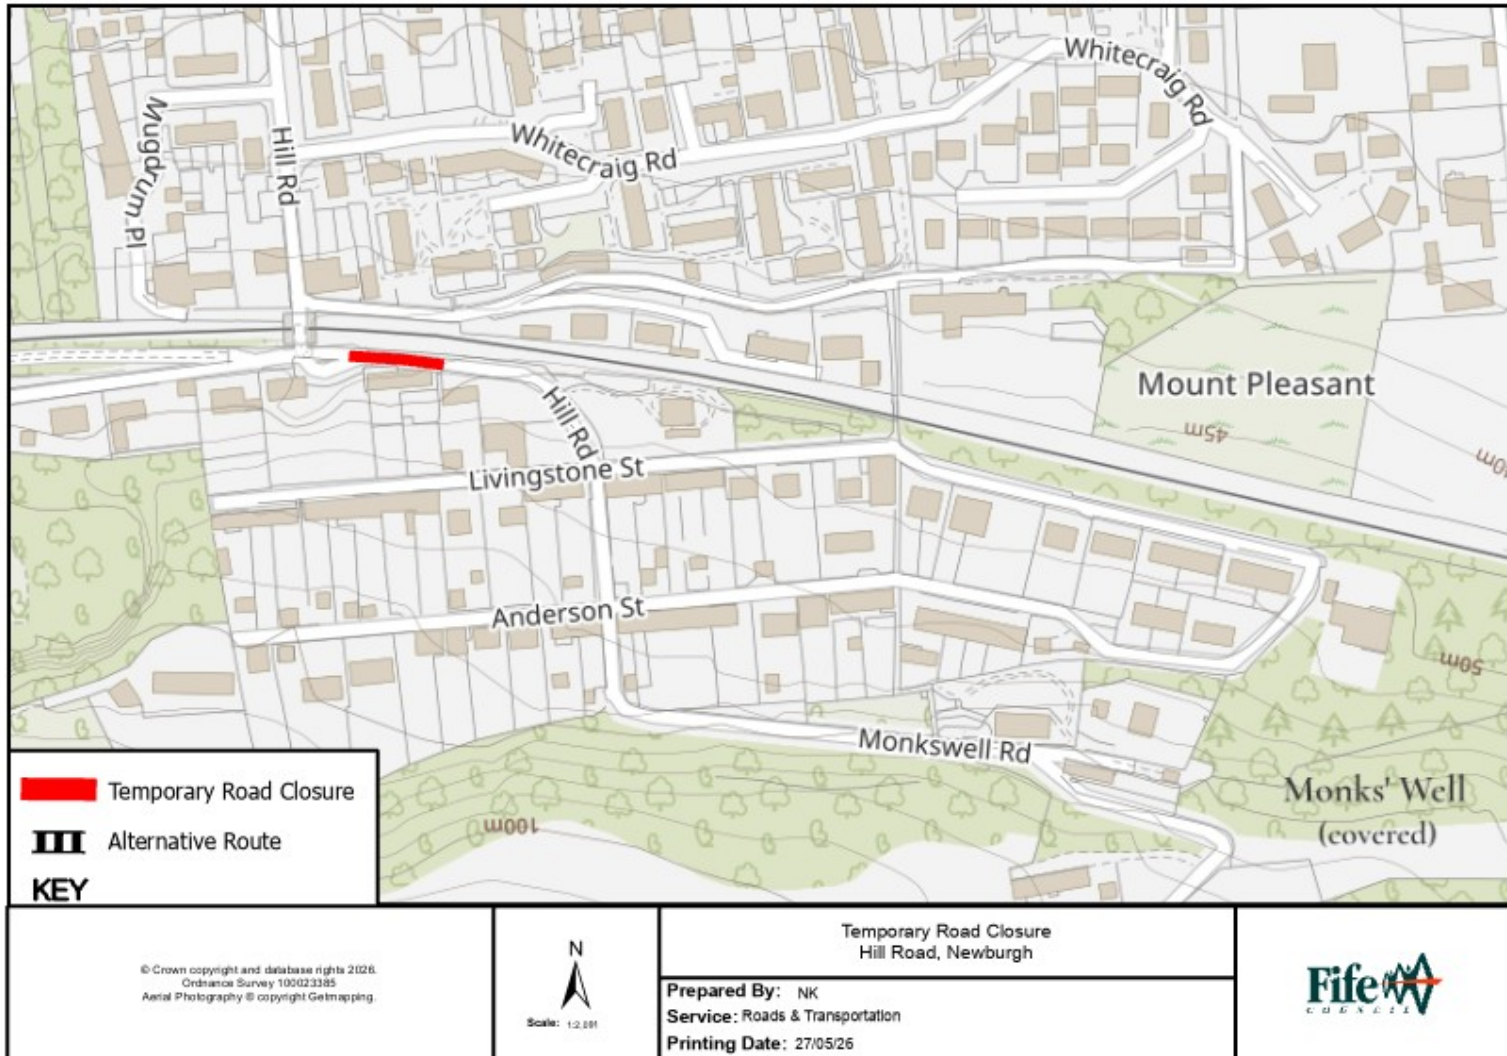 Whitecraig Rd
Mugdrum Pl
Hill Rd
Whitecraig Rd
Mount Pleasant
Hill Rd
45m
Livingstone St
Anderson St
50m
Monkswell Rd
Monks' Well
(covered)
100m
Temporary Road Closure
Alternative Route
KEY
© Crown copyright and database rights 2026.
Ordnance Survey 100023385
Aerial Photography © copyright Getmapping.
N
Scale:
Temporary Road Closure
Hill Road, Newburgh
Prepared By: NK
Service: Roads & Transportation
Printing Date: 27/05/26
Fife
COUNCIL